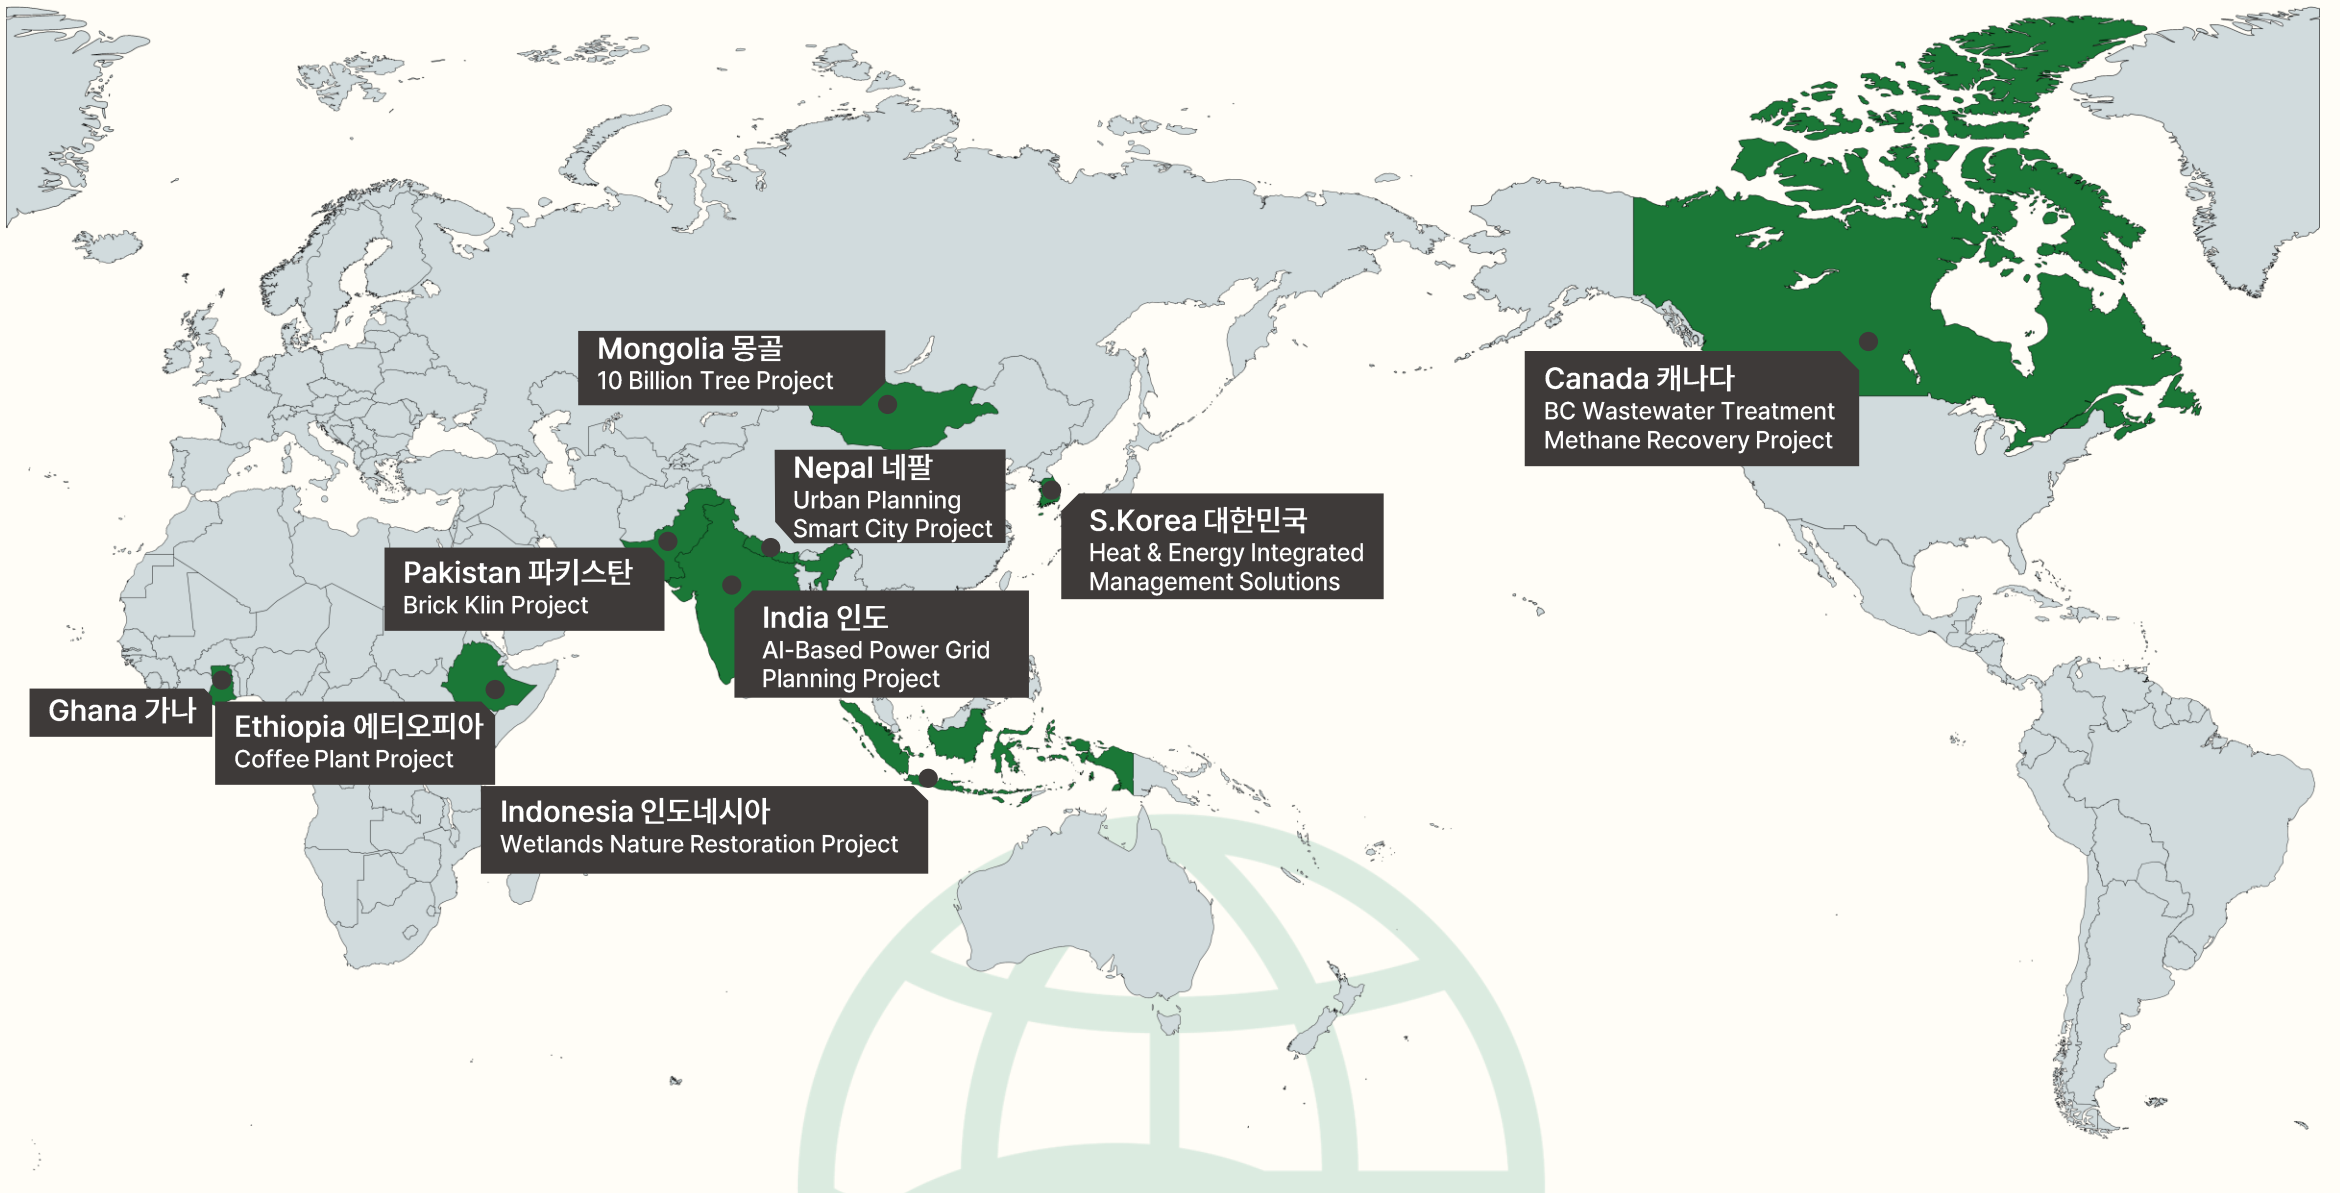 Mongolia 몽골
10 Billion Tree Project
Canada 캐나다
BC Wastewater Treatment
Methane Recovery Project
Nepal 네팔
Urban Planning
Smart City Project
S.Korea 대한민국
Heat & Energy Integrated
Management Solutions
Pakistan 파키스탄
Brick Klin Project
India 인도
AI-Based Power Grid
Planning Project
Ghana 가나
Ethiopia 에티오피아
Coffee Plant Project
Indonesia 인도네시아
Wetlands Nature Restoration Project